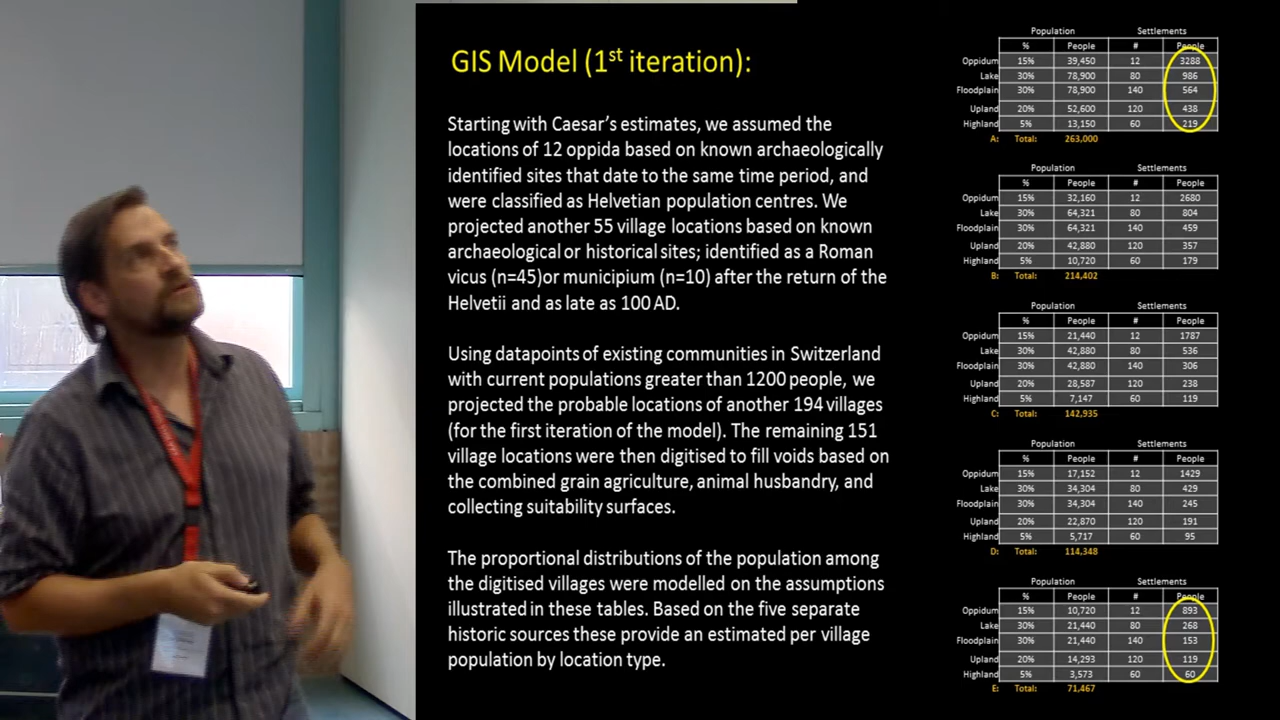 GIS Model (1st iteration):
Starting with Caesar's estimates, we assumed the
locations of 12 oppida based on known archaeologically
identified sites that date to the same time period, and
were classified as Helvetian population centres. We
projected another 55 village locations based on known
archaeological or historical sites; identified as a Roman
vicus (n=45)or municipium (n=10) after the return of the
Helvetii and as late as 100 AD.
Using datapoints of existing communities in Switzerland
with current populations greater than 1200 people, we
projected the probable locations of another 194 villages
(for the first iteration of the model). The remaining 151
village locations were then digitised to fill voids based on
the combined grain agriculture, animal husbandry, and
collecting suitability surfaces.
The proportional distributions of the population among
the digitised villages were modelled on the assumptions
illustrated in these tables. Based on the five separate
historic sources these provide an estimated per village
population by location type.
Population Settlements
% People # People
Oppidum 15% 39,450 12 3288
Lake 30% 78,900 80 986
Floodplain 30% 78,900 140 564
Upland 20% 52,600 120 438
Highland 5% 13,150 60 219
A: Total: 263,000
Population Settlements
% People # People
Oppidum 15% 32,160 12 2680
Lake 30% 64,321 80 804
Floodplain 30% 64,321 140 459
Upland 20% 42,880 120 357
Highland 5% 10,720 60 179
B: Total: 214,402
Population Settlements
% People # People
Oppidum 15% 21,440 12 1787
Lake 30% 42,880 80 536
Floodplain 30% 42,880 140 306
Upland 20% 28,587 120 238
Highland 5% 7,147 60 119
C: Total: 142,935
Population Settlements
% People # People
Oppidum 15% 17,152 12 1429
Lake 30% 34,304 80 429
Floodplain 30% 34,304 140 245
Upland 20% 22,870 120 191
Highland 5% 5,717 60 95
D: Total: 114,348
Population Settlements
% People # People
Oppidum 15% 10,720 12 893
Lake 30% 21,440 80 268
Floodplain 30% 21,440 140 153
Upland 20% 14,293 120 119
Highland 5% 3,573 60 60
E: Total: 71,467